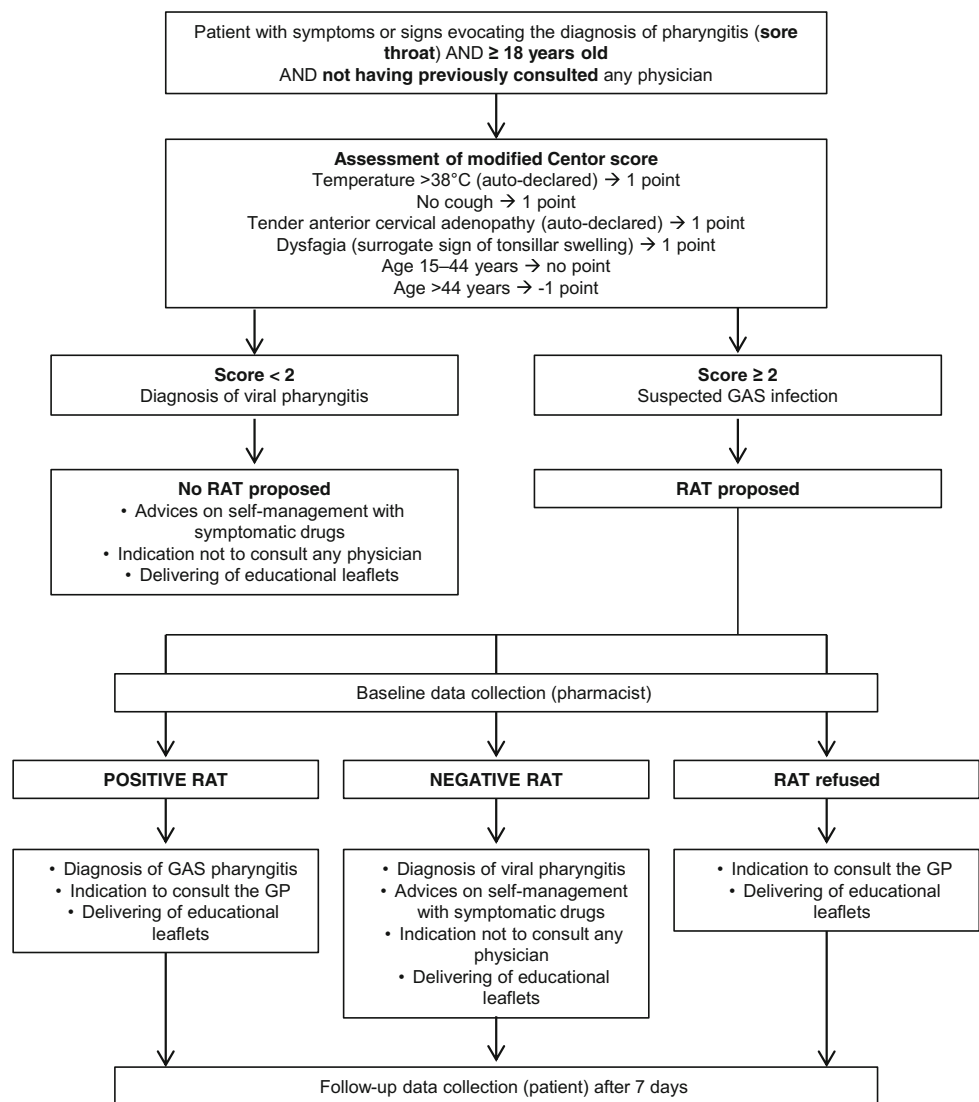 Patient with symptoms or signs evocating the diagnosis of pharyngitis (sore
throat) AND ≥ 18 years old
AND not having previously consulted any physician
Assessment of modified Centor score
Temperature >38°C (auto-declared) → 1 point
No cough → 1 point
Tender anterior cervical adenopathy (auto-declared) → 1 point
Dysfagia (surrogate sign of tonsillar swelling) → 1 point
Age 15–44 years → no point
Age >44 years → -1 point
Score < 2
Diagnosis of viral pharyngitis
Score ≥ 2
Suspected GAS infection
No RAT proposed
• Advices on self-management with
symptomatic drugs
• Indication not to consult any physician
• Delivering of educational leaflets
RAT proposed
Baseline data collection (pharmacist)
POSITIVE RAT
NEGATIVE RAT
RAT refused
• Diagnosis of GAS pharyngitis
• Indication to consult the GP
• Delivering of educational
leaflets
• Diagnosis of viral pharyngitis
• Advices on self-management
with symptomatic drugs
• Indication not to consult any
physician
• Delivering of educational
leaflets
• Indication to consult the GP
• Delivering of educational
leaflets
Follow-up data collection (patient) after 7 days